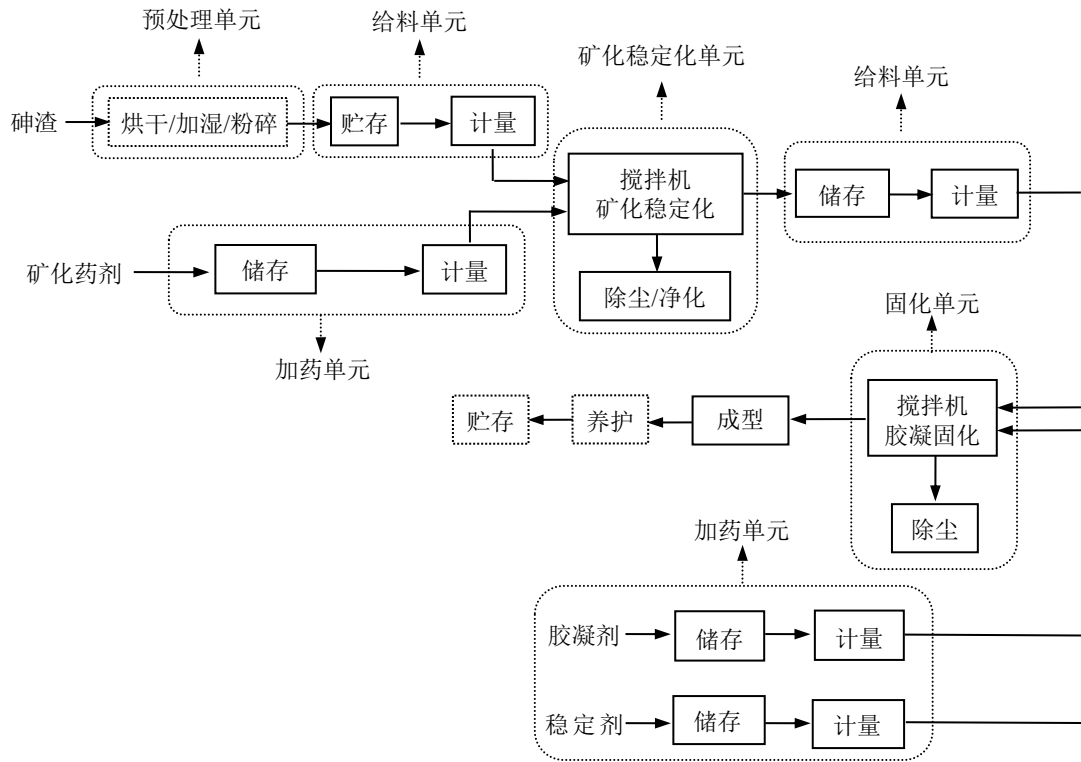 预处理单元
给料单元
矿化稳定化单元
给料单元
砷渣
烘干/加湿/粉碎
贮存
计量
搅拌机
矿化稳定化
储存
计量
矿化药剂
储存
计量
除尘/净化
加药单元
固化单元
贮存
养护
成型
搅拌机
胶凝固化
除尘
加药单元
胶凝剂
储存
计量
稳定剂
储存
计量